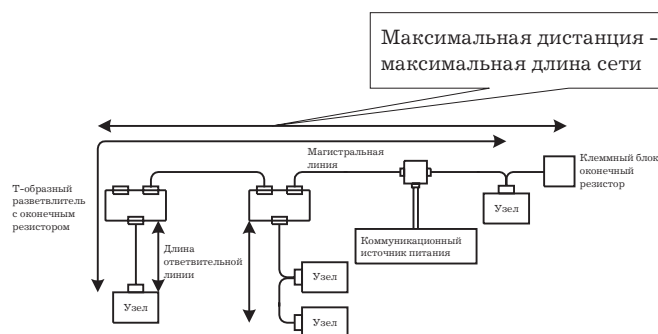 Максимальная дистанция -
максимальная длина сети
Магистральная
линия
Клеммный блок
оконечный
резистор
Т-образный
разветвлитель
с оконечным
резистором
Узел
Длина
ответвительной
линии
Коммуникационный
источник питания
Узел
Узел
Узел